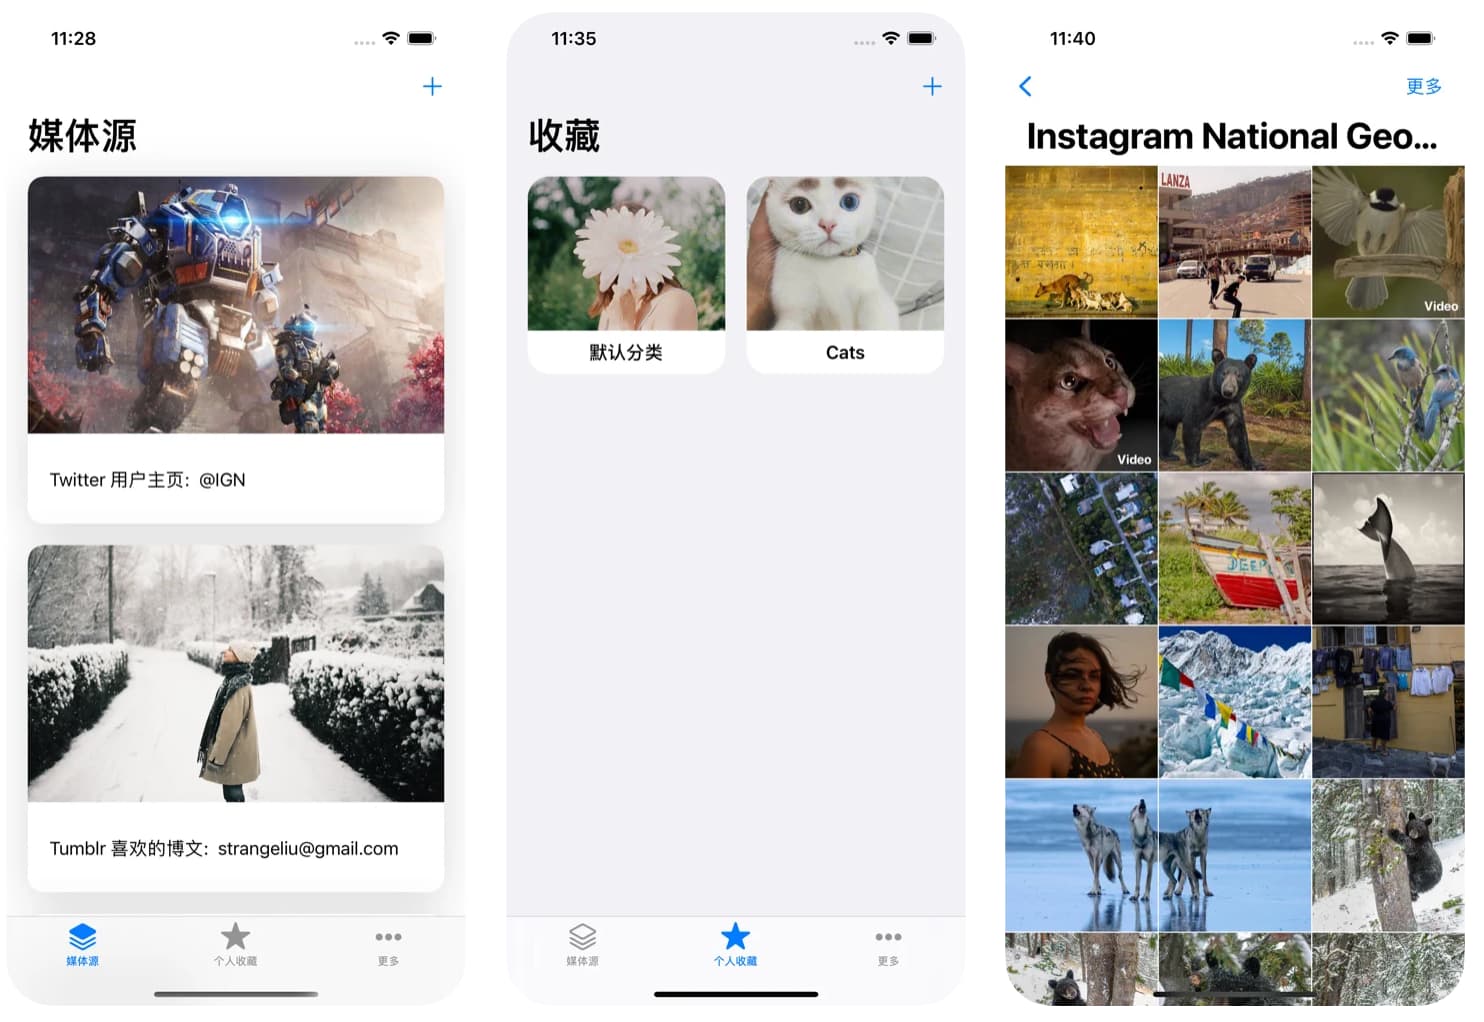 11:28
媒体源
Twitter 用户主页: @IGN
Tumblr 喜欢的博文: strangeliu@gmail.com
媒体源
个人收藏
更多
11:35
收藏
默认分类
Cats
媒体源
个人收藏
更多
11:40
更多
Instagram National Geo...
LANZA
Video
Video
DEEP